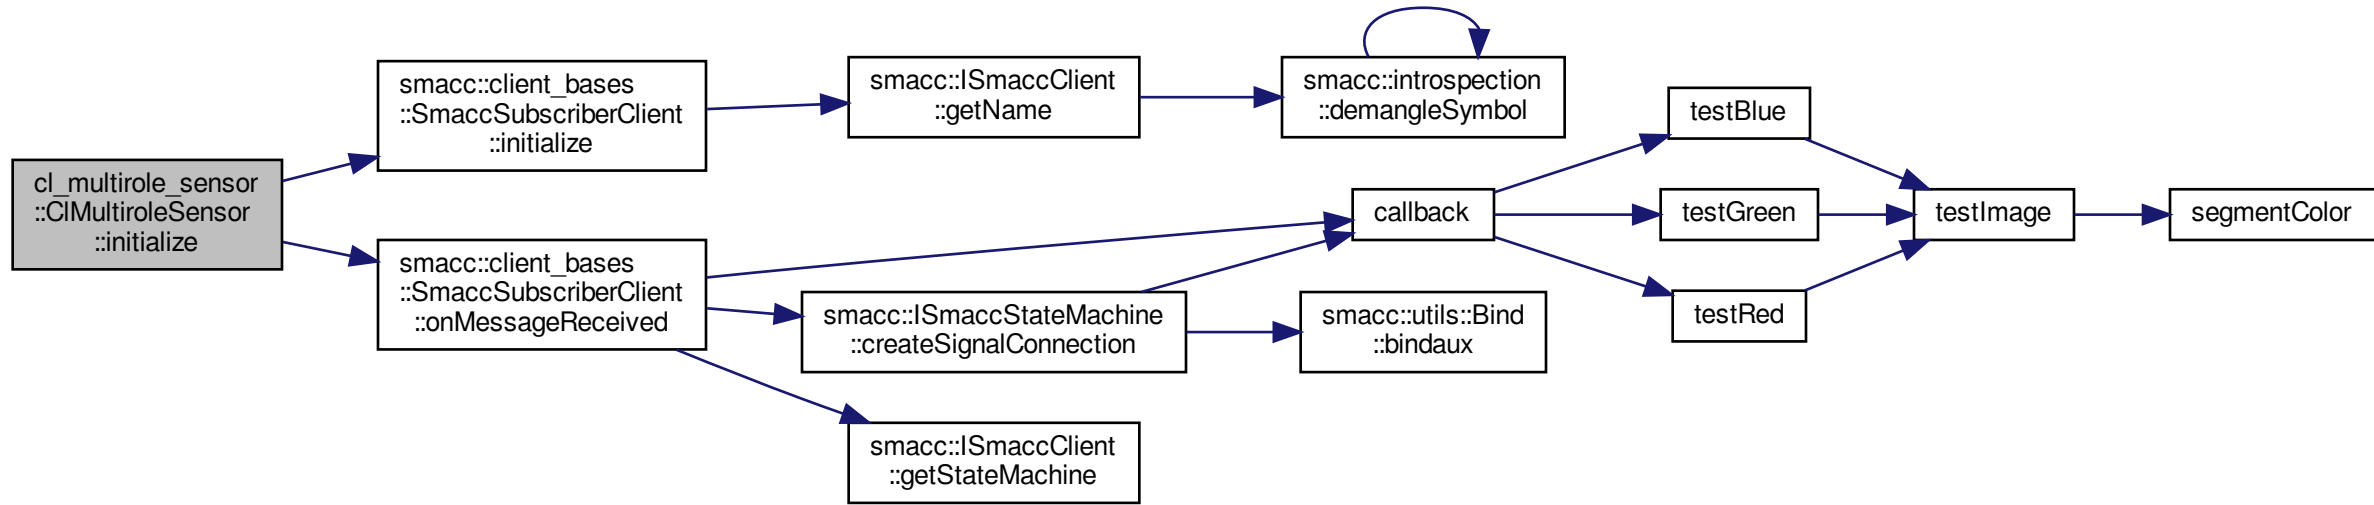 cl_multirole_sensor
::ClMultiroleSensor
::initialize
smacc::client_bases
::SmaccSubscriberClient
::initialize
smacc::client_bases
::SmaccSubscriberClient
::onMessageReceived
smacc::ISmaccClient
::getName
smacc::introspection
::demangleSymbol
smacc::ISmaccStateMachine
::createSignalConnection
smacc::ISmaccClient
::getStateMachine
smacc::utils::Bind
::bindaux
callback
testBlue
testGreen
testRed
testImage
segmentColor